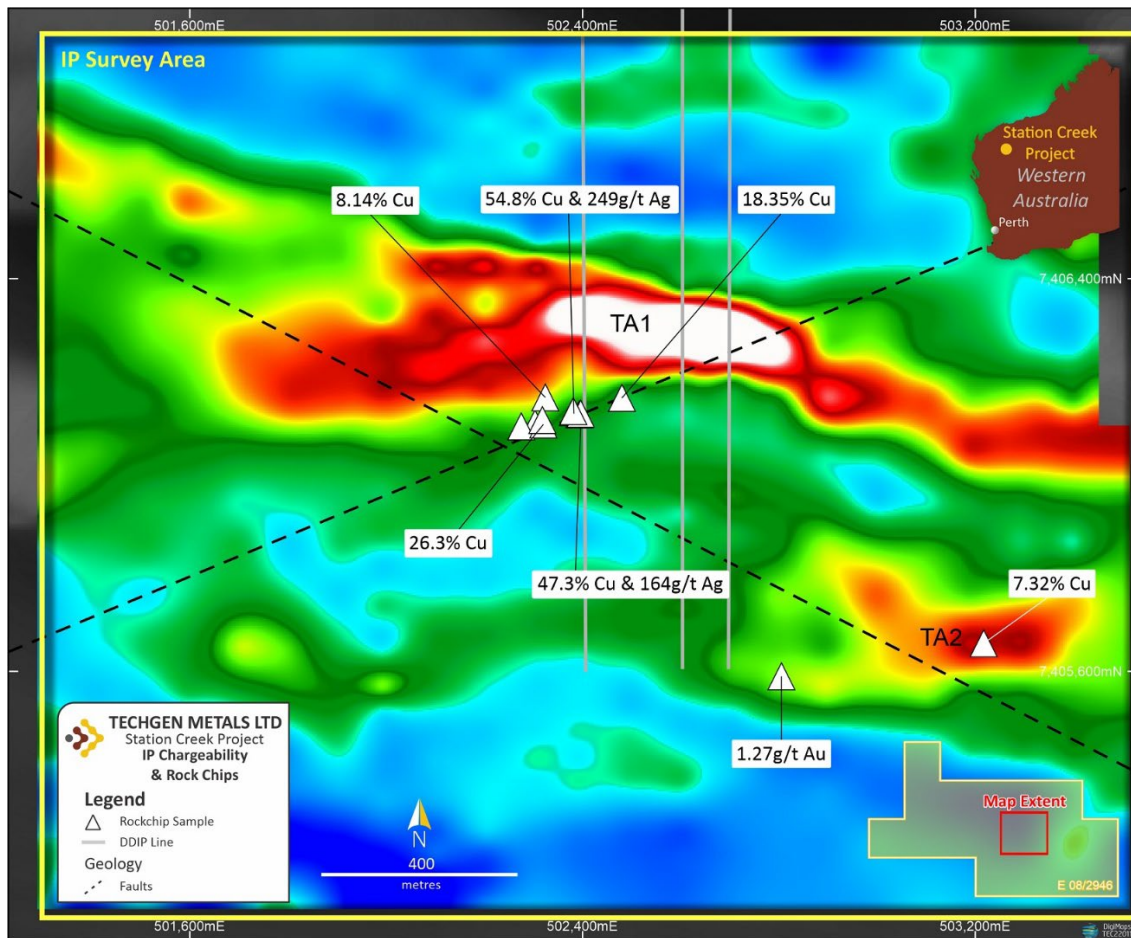 501,600mE
502,400mE
503,200mE
IP Survey Area
Station Creek
Project
Western
Australia
Perth
8.14% Cu
54.8% Cu & 249g/t Ag
18.35% Cu
7,406,400mN
TA1
26.3% Cu
47.3% Cu & 164g/t Ag
7.32% Cu
TA2
7,405,600mN
1.27g/t Au
TECHGEN METALS LTD
Station Creek Project
IP Chargeability
& Rock Chips
Legend
Rockchip Sample
DDIP Line
Geology
Faults
N
400
metres
Map Extent
E 08/2946
501,600mE
502,400mE
503,200mE
DigiMaps